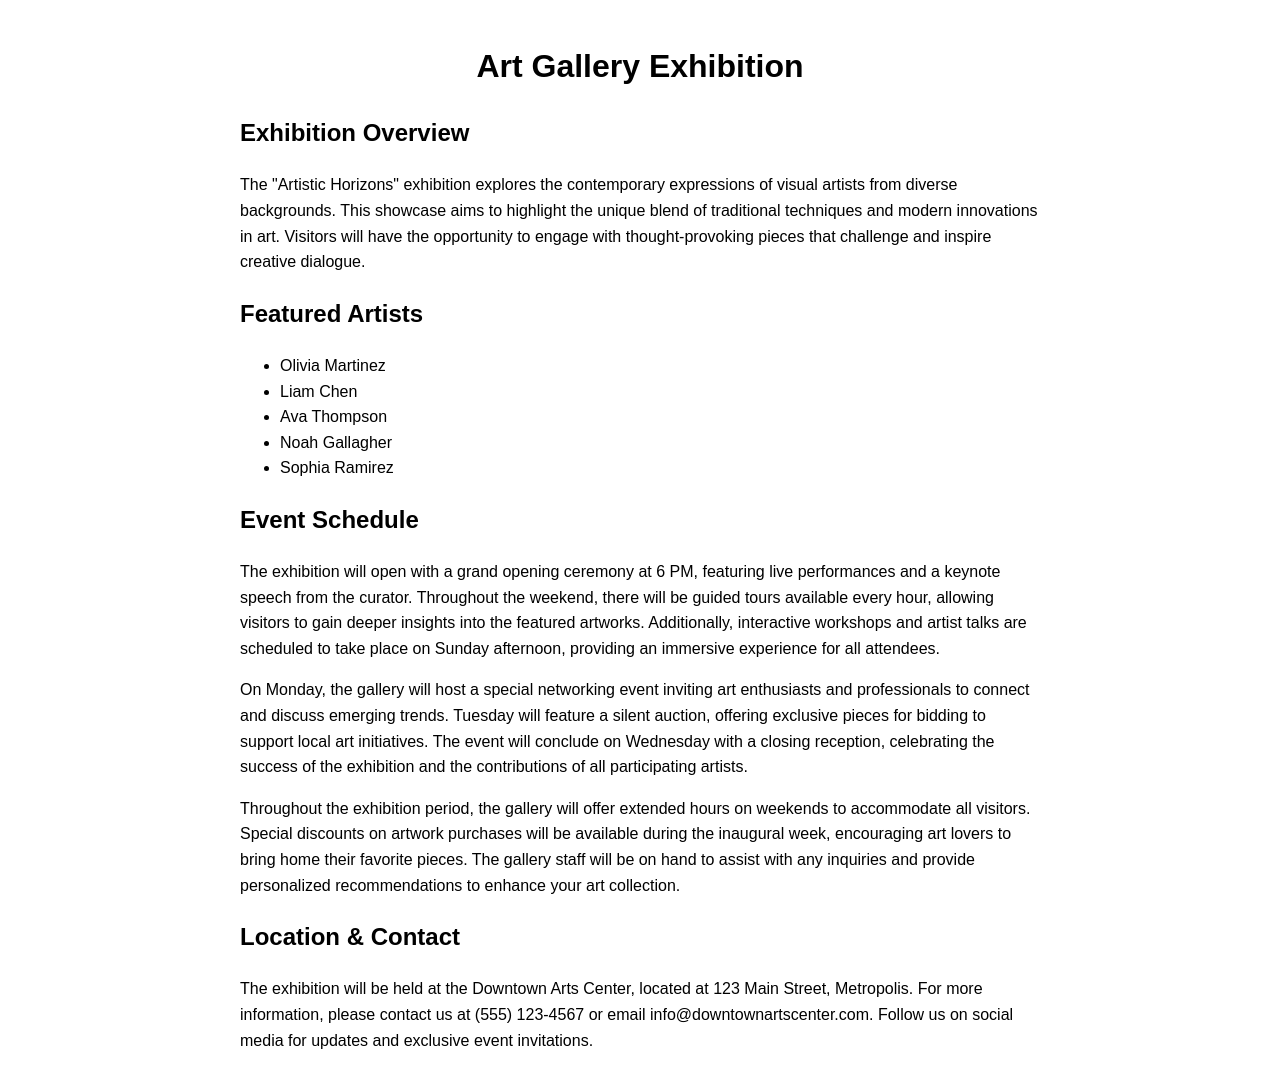 Art Gallery Exhibition
Exhibition Overview
The "Artistic Horizons" exhibition explores the contemporary expressions of visual artists from diverse
backgrounds. This showcase aims to highlight the unique blend of traditional techniques and modern innovations
in art. Visitors will have the opportunity to engage with thought-provoking pieces that challenge and inspire
creative dialogue.
Featured Artists
• Olivia Martinez
• Liam Chen
• Ava Thompson
• Noah Gallagher
• Sophia Ramirez
Event Schedule
The exhibition will open with a grand opening ceremony at 6 PM, featuring live performances and a keynote
speech from the curator. Throughout the weekend, there will be guided tours available every hour, allowing
visitors to gain deeper insights into the featured artworks. Additionally, interactive workshops and artist talks are
scheduled to take place on Sunday afternoon, providing an immersive experience for all attendees.
On Monday, the gallery will host a special networking event inviting art enthusiasts and professionals to connect
and discuss emerging trends. Tuesday will feature a silent auction, offering exclusive pieces for bidding to
support local art initiatives. The event will conclude on Wednesday with a closing reception, celebrating the
success of the exhibition and the contributions of all participating artists.
Throughout the exhibition period, the gallery will offer extended hours on weekends to accommodate all visitors.
Special discounts on artwork purchases will be available during the inaugural week, encouraging art lovers to
bring home their favorite pieces. The gallery staff will be on hand to assist with any inquiries and provide
personalized recommendations to enhance your art collection.
Location & Contact
The exhibition will be held at the Downtown Arts Center, located at 123 Main Street, Metropolis. For more
information, please contact us at (555) 123-4567 or email info@downtownartscenter.com. Follow us on social
media for updates and exclusive event invitations.